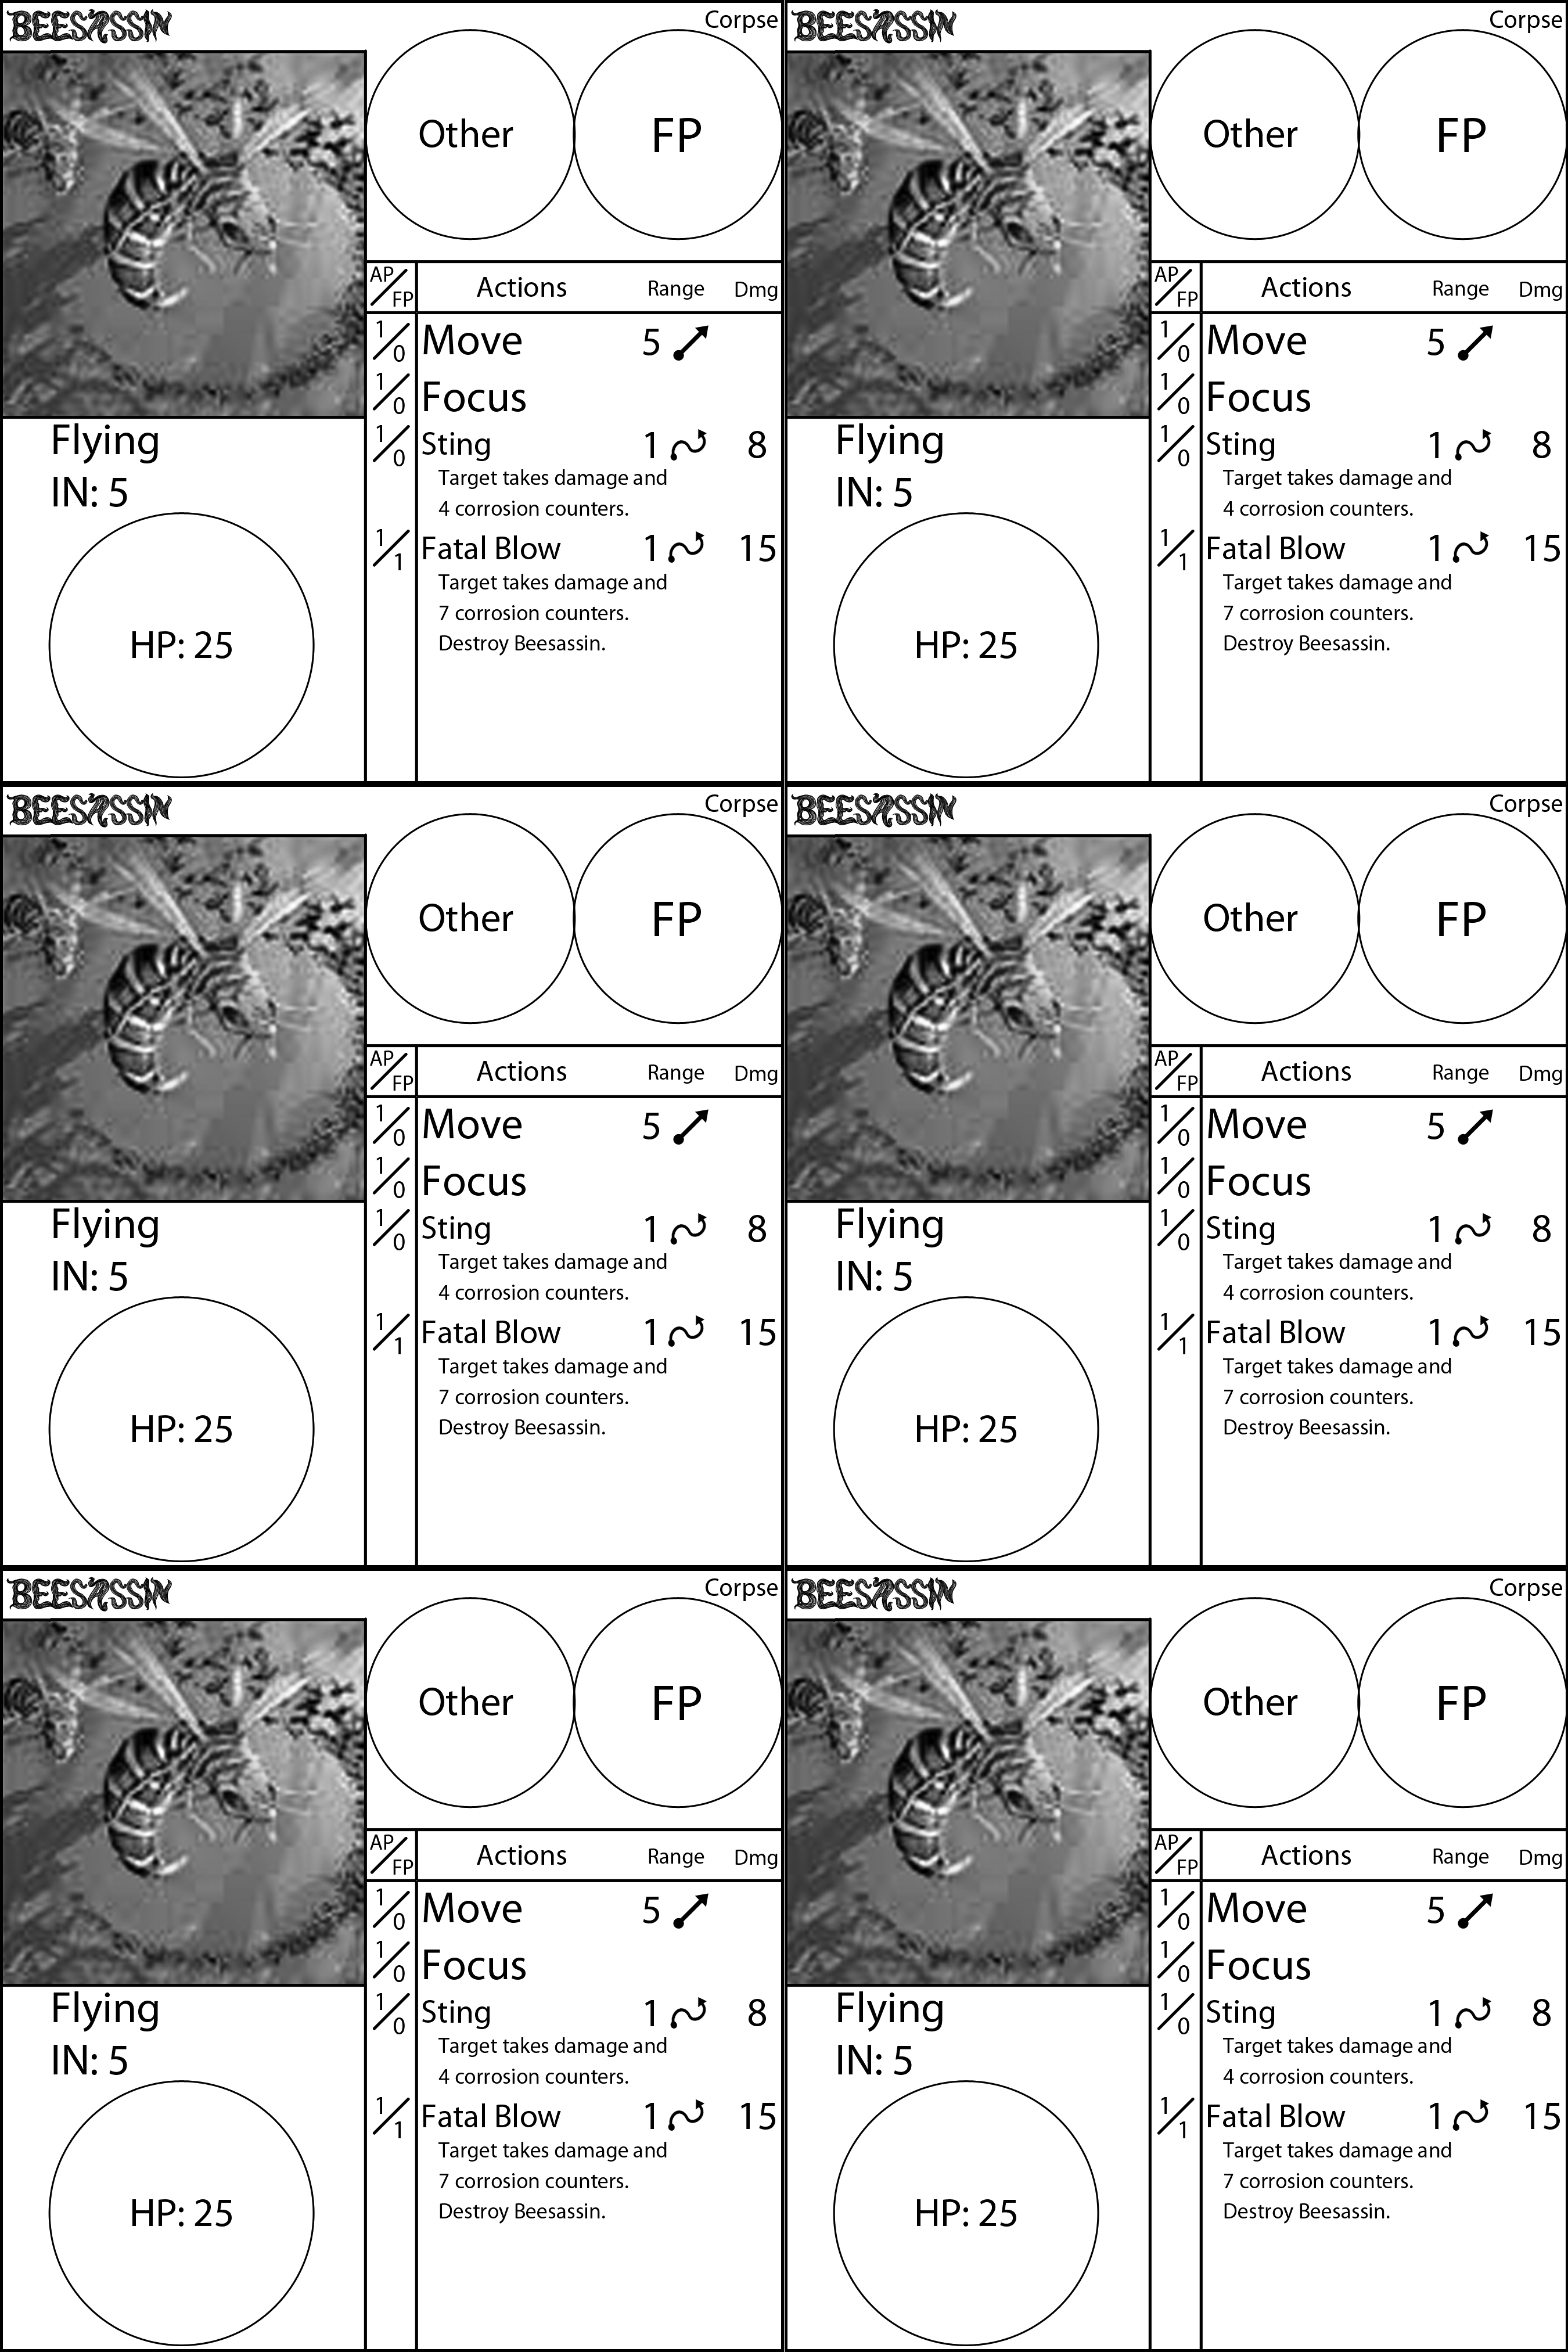 BEESASSIN
Corpse
Other
FP
AP/FP Actions Range Dmg
1/0 Move 5
1/0 Focus
1/0 Sting 1 8
Target takes damage and
4 corrosion counters.
1/1 Fatal Blow 1 15
Target takes damage and
7 corrosion counters.
Destroy Beesassin.
Flying
IN: 5
HP: 25
BEESASSIN
Corpse
Other
FP
AP/FP Actions Range Dmg
1/0 Move 5
1/0 Focus
1/0 Sting 1 8
Target takes damage and
4 corrosion counters.
1/1 Fatal Blow 1 15
Target takes damage and
7 corrosion counters.
Destroy Beesassin.
Flying
IN: 5
HP: 25
BEESASSIN
Corpse
Other
FP
AP/FP Actions Range Dmg
1/0 Move 5
1/0 Focus
1/0 Sting 1 8
Target takes damage and
4 corrosion counters.
1/1 Fatal Blow 1 15
Target takes damage and
7 corrosion counters.
Destroy Beesassin.
Flying
IN: 5
HP: 25
BEESASSIN
Corpse
Other
FP
AP/FP Actions Range Dmg
1/0 Move 5
1/0 Focus
1/0 Sting 1 8
Target takes damage and
4 corrosion counters.
1/1 Fatal Blow 1 15
Target takes damage and
7 corrosion counters.
Destroy Beesassin.
Flying
IN: 5
HP: 25
BEESASSIN
Corpse
Other
FP
AP/FP Actions Range Dmg
1/0 Move 5
1/0 Focus
1/0 Sting 1 8
Target takes damage and
4 corrosion counters.
1/1 Fatal Blow 1 15
Target takes damage and
7 corrosion counters.
Destroy Beesassin.
Flying
IN: 5
HP: 25
BEESASSIN
Corpse
Other
FP
AP/FP Actions Range Dmg
1/0 Move 5
1/0 Focus
1/0 Sting 1 8
Target takes damage and
4 corrosion counters.
1/1 Fatal Blow 1 15
Target takes damage and
7 corrosion counters.
Destroy Beesassin.
Flying
IN: 5
HP: 25